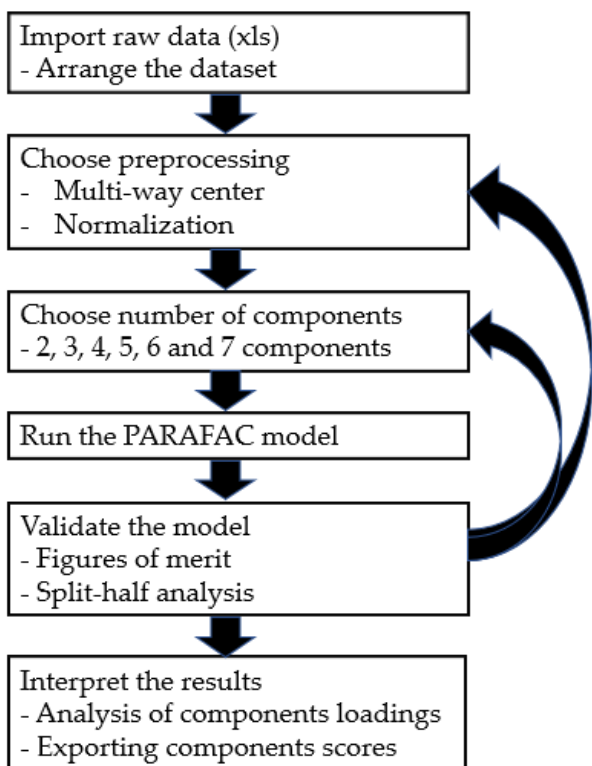 Import raw data (xls)
- Arrange the dataset
Choose preprocessing
- Multi-way center
- Normalization
Choose number of components
- 2, 3, 4, 5, 6 and 7 components
Run the PARAFAC model
Validate the model
- Figures of merit
- Split-half analysis
Interpret the results
- Analysis of components loadings
- Exporting components scores